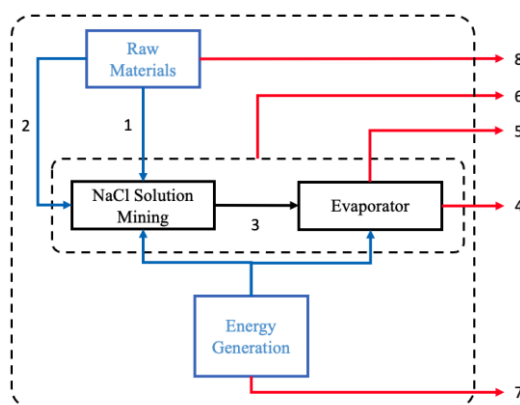 Raw
Materials
8
6
2
1
5
NaCl Solution
Mining
Evaporator
4
3
Energy
Generation
7